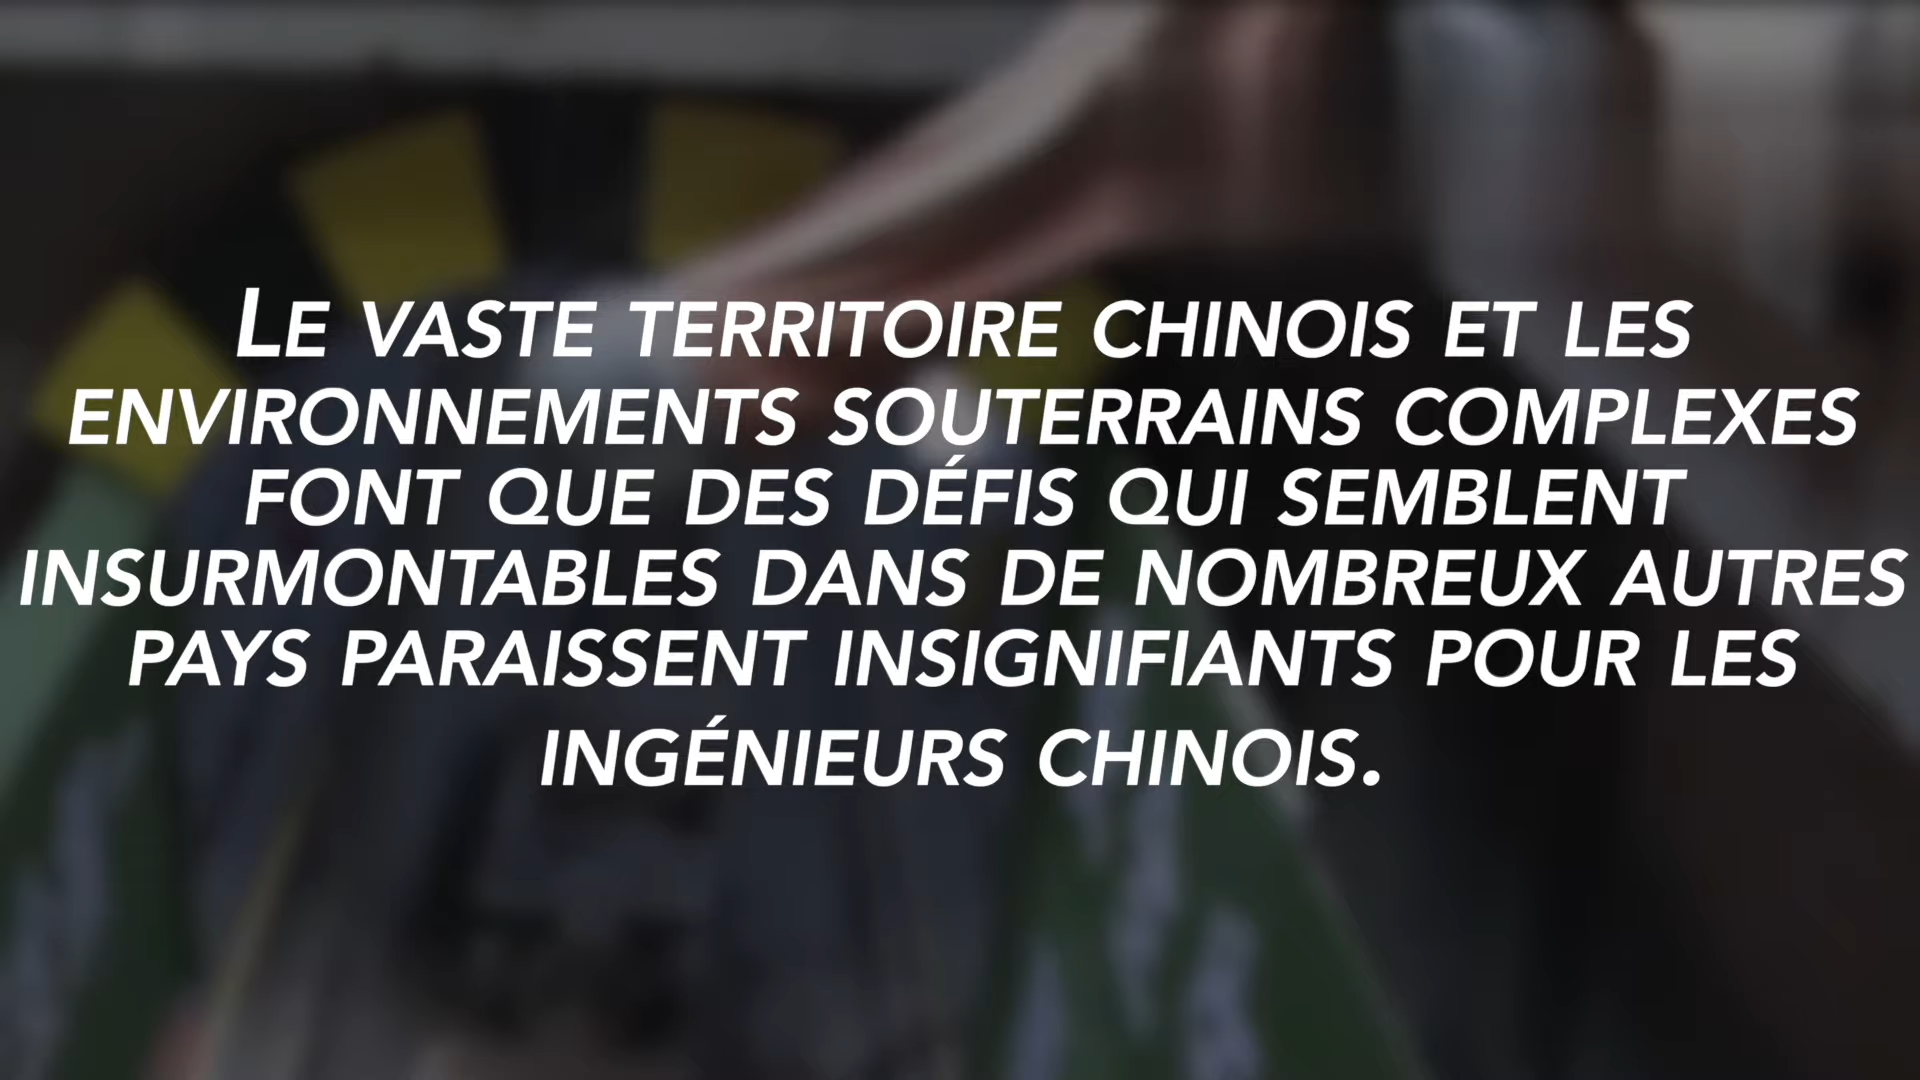 LE VASTE TERRITOIRE CHINOIS ET LES
ENVIRONNEMENTS SOUTERRAINS COMPLEXES
FONT QUE DES DÉFIS QUI SEMBLENT
INSURMONTABLES DANS DE NOMBREUX AUTRES
PAYS PARAISSENT INSIGNIFIANTS POUR LES
INGÉNIEURS CHINOIS.